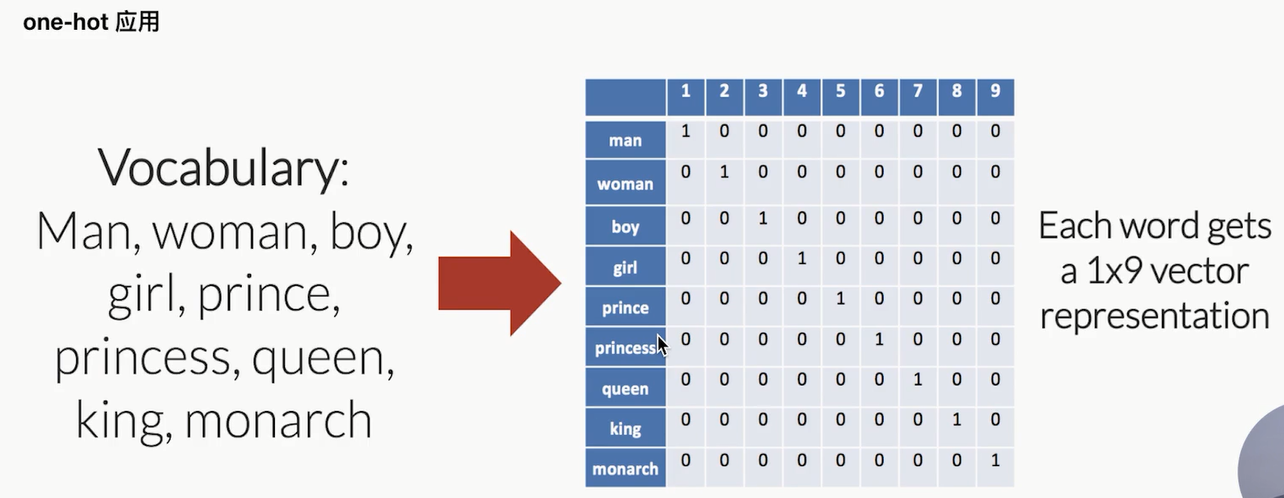 one-hot 应用
Vocabulary:
Man, woman, boy,
girl, prince,
princess, queen,
king, monarch
1 2 3 4 5 6 7 8 9
man 1 0 0 0 0 0 0 0 0
woman 0 1 0 0 0 0 0 0 0
boy 0 0 1 0 0 0 0 0 0
girl 0 0 0 1 0 0 0 0 0
prince 0 0 0 0 1 0 0 0 0
princess 0 0 0 0 0 1 0 0 0
queen 0 0 0 0 0 0 1 0 0
king 0 0 0 0 0 0 0 1 0
monarch 0 0 0 0 0 0 0 0 1
Each word gets
a 1x9 vector
representation